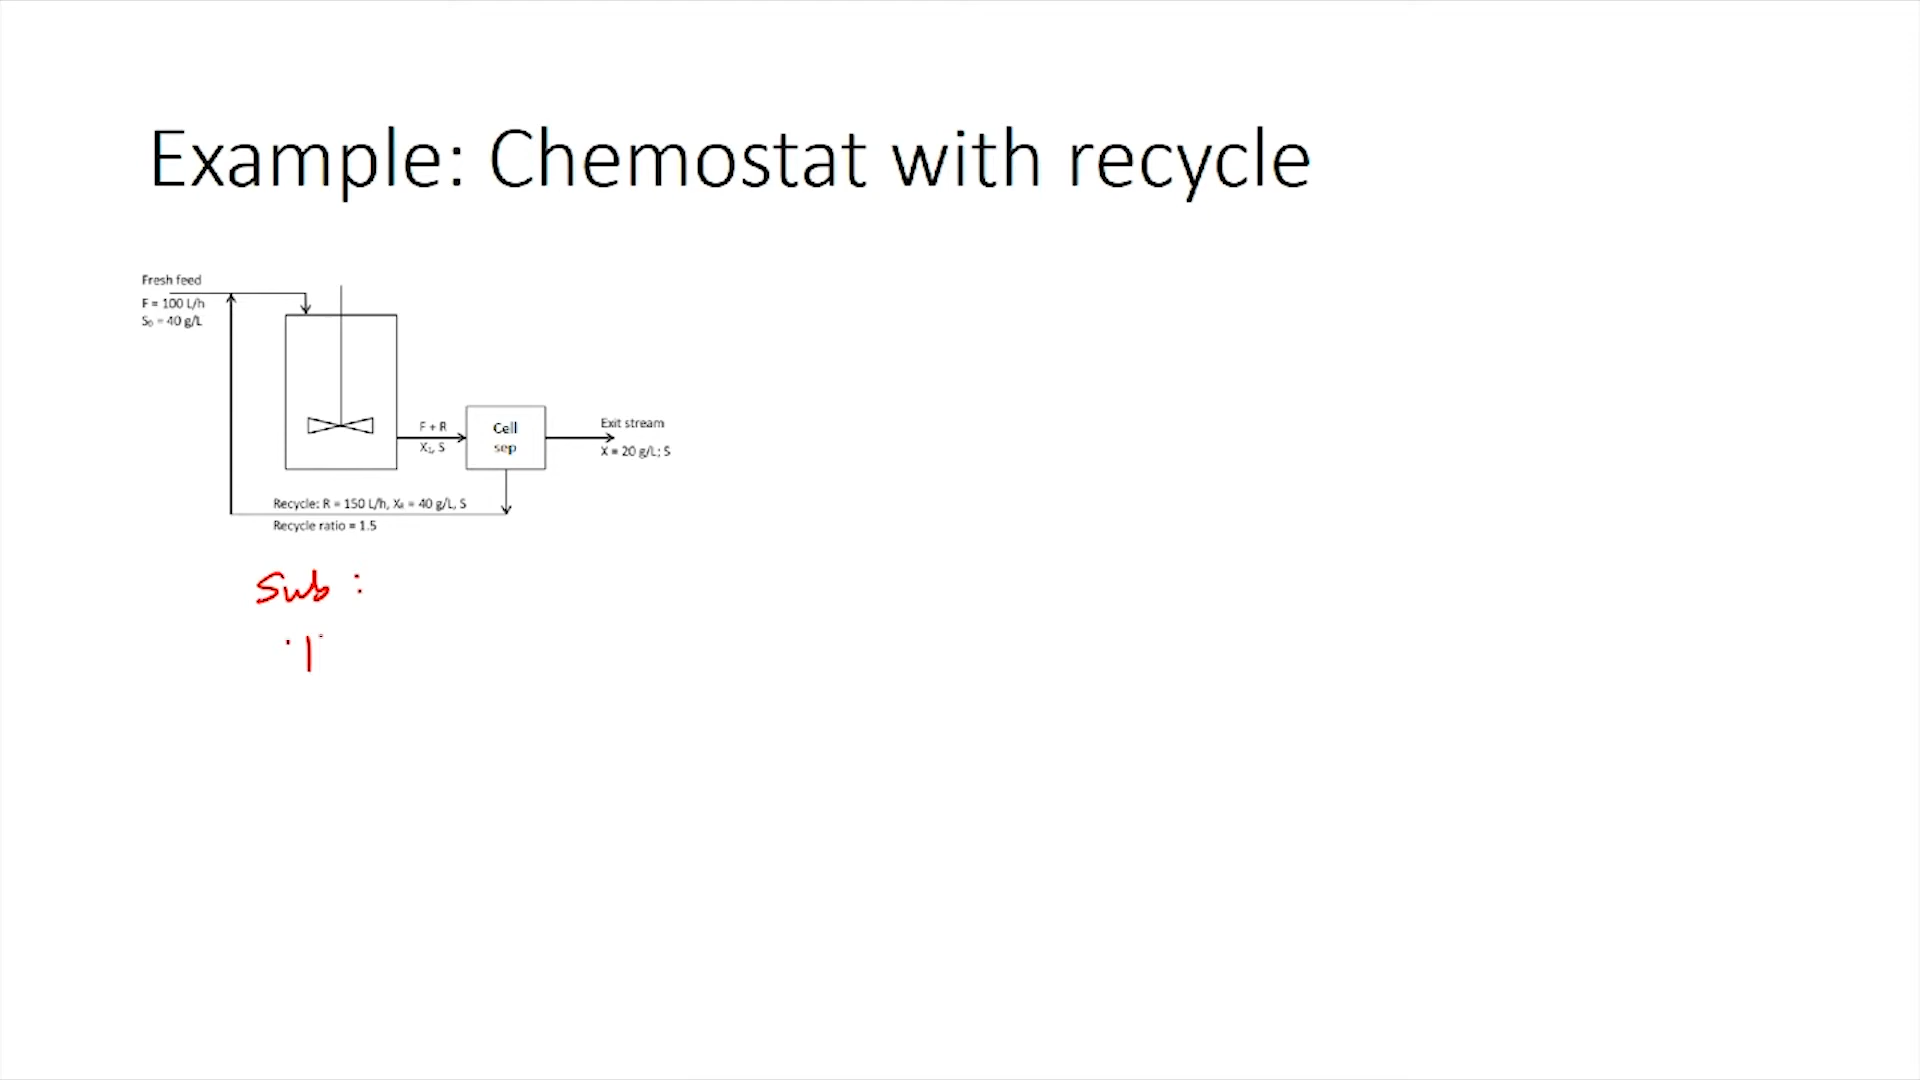 Example: Chemostat with recycle
Fresh feed
F = 100 L/h
S₀ = 40 g/L
F + R
X₁, S
Cell
sep
Exit stream
X = 20 g/L; S
Recycle: R = 150 L/h, Xᵣ = 40 g/L, S
Recycle ratio = 1.5
Sub :